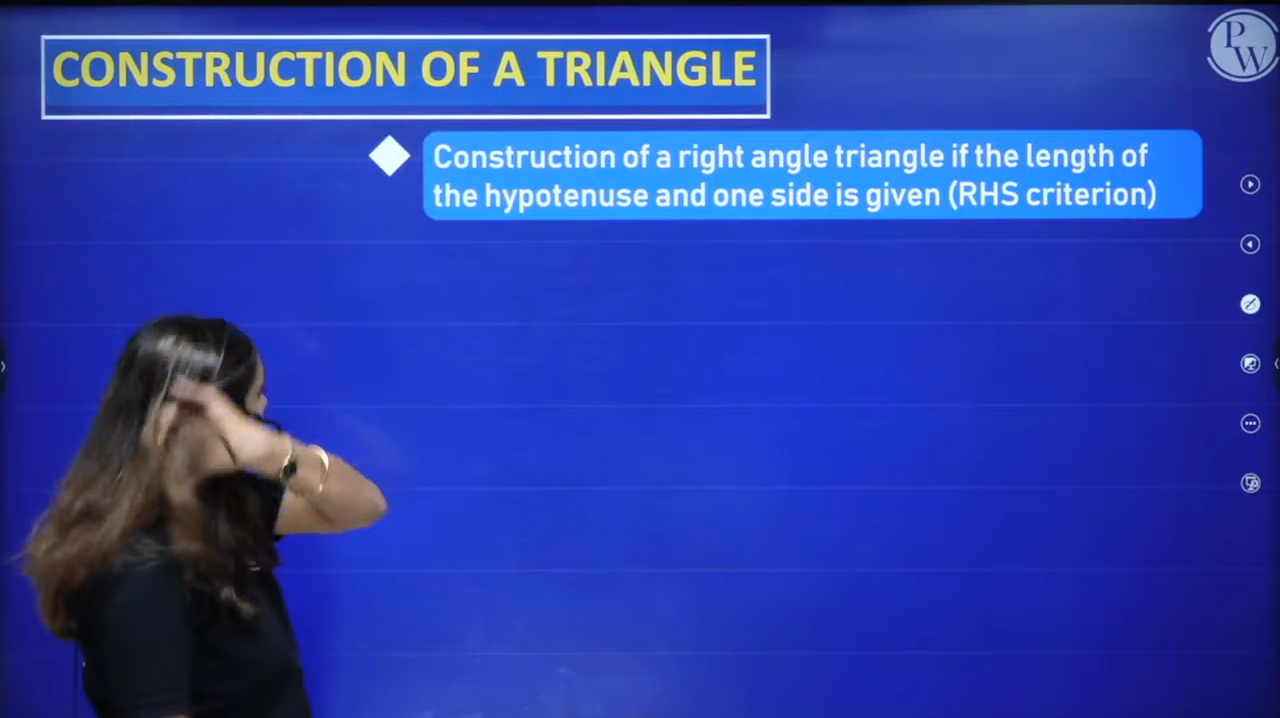 CONSTRUCTION OF A TRIANGLE
PW
Construction of a right angle triangle if the length of
the hypotenuse and one side is given (RHS criterion)